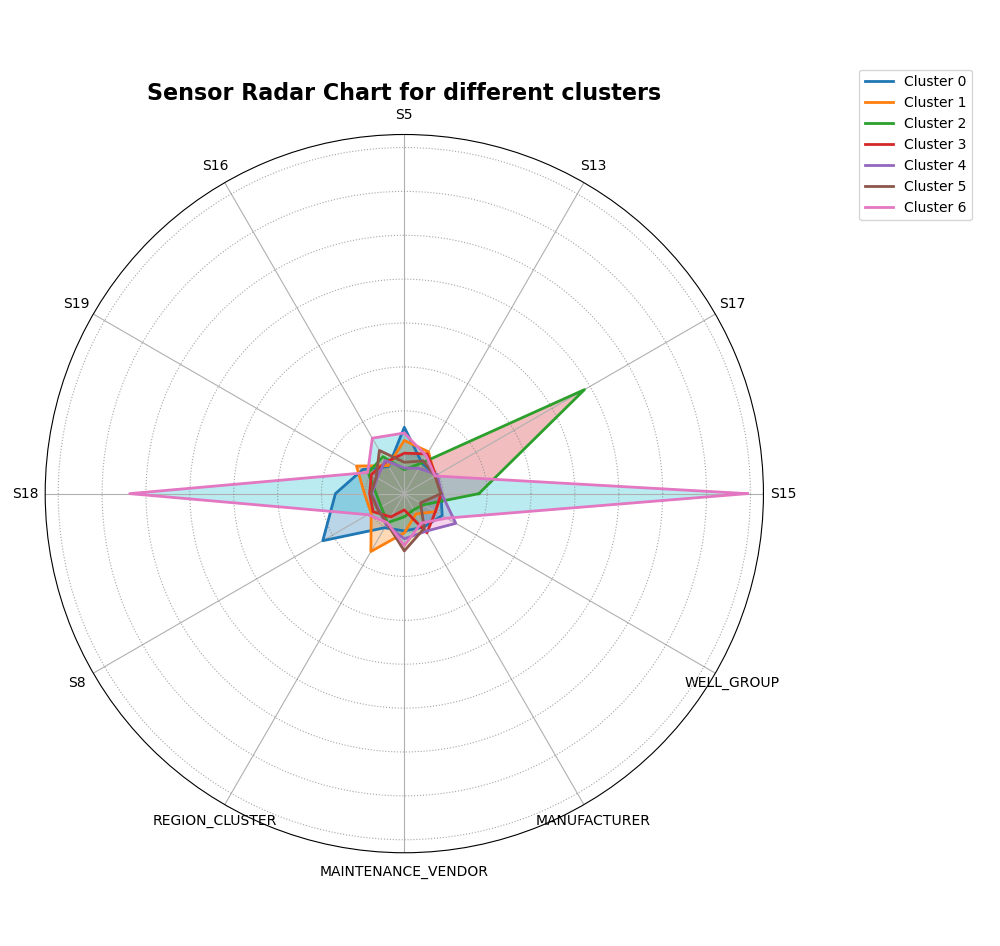 Sensor Radar Chart for different clusters
Cluster 0
Cluster 1
Cluster 2
Cluster 3
Cluster 4
Cluster 5
Cluster 6
S5
S16
S13
S19
S17
S18
S15
S8
WELL_GROUP
REGION_CLUSTER
MANUFACTURER
MAINTENANCE_VENDOR